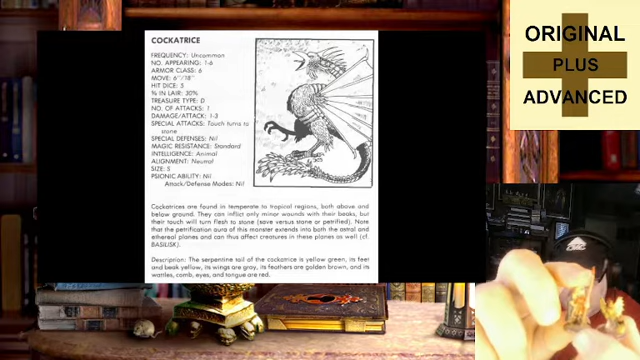 COCKATRICE
FREQUENCY: Uncommon
NO. APPEARING: 1-6
ARMOR CLASS: 6
MOVE: 6"/18"
HIT DICE: 5
% IN LAIR: 30%
TREASURE TYPE: D
NO. OF ATTACKS: 1
DAMAGE/ATTACK: 1-3
SPECIAL ATTACKS: Touch turns to
stone
SPECIAL DEFENSES: Nil
MAGIC RESISTANCE: Standard
INTELLIGENCE: Animal
ALIGNMENT: Neutral
SIZE: S
PSIONIC ABILITY: Nil
Attack/Defense Modes: Nil
Cockatrices are found in temperate to tropical regions, both above and
below ground. They can inflict only minor wounds with their beaks, but
their touch will turn flesh to stone (save versus stone or petrified). Note
that the petrification aura of this monster extends into both the astral and
ethereal planes and can thus affect creatures in these planes as well (cf.
BASILISK).
Description: The serpentine tail of the cockatrice is yellow green, its feet
and beak yellow, its wings are gray, its feathers are golden brown, and its
wattles, comb, eyes, and tongue are red.
ORIGINAL
PLUS
ADVANCED